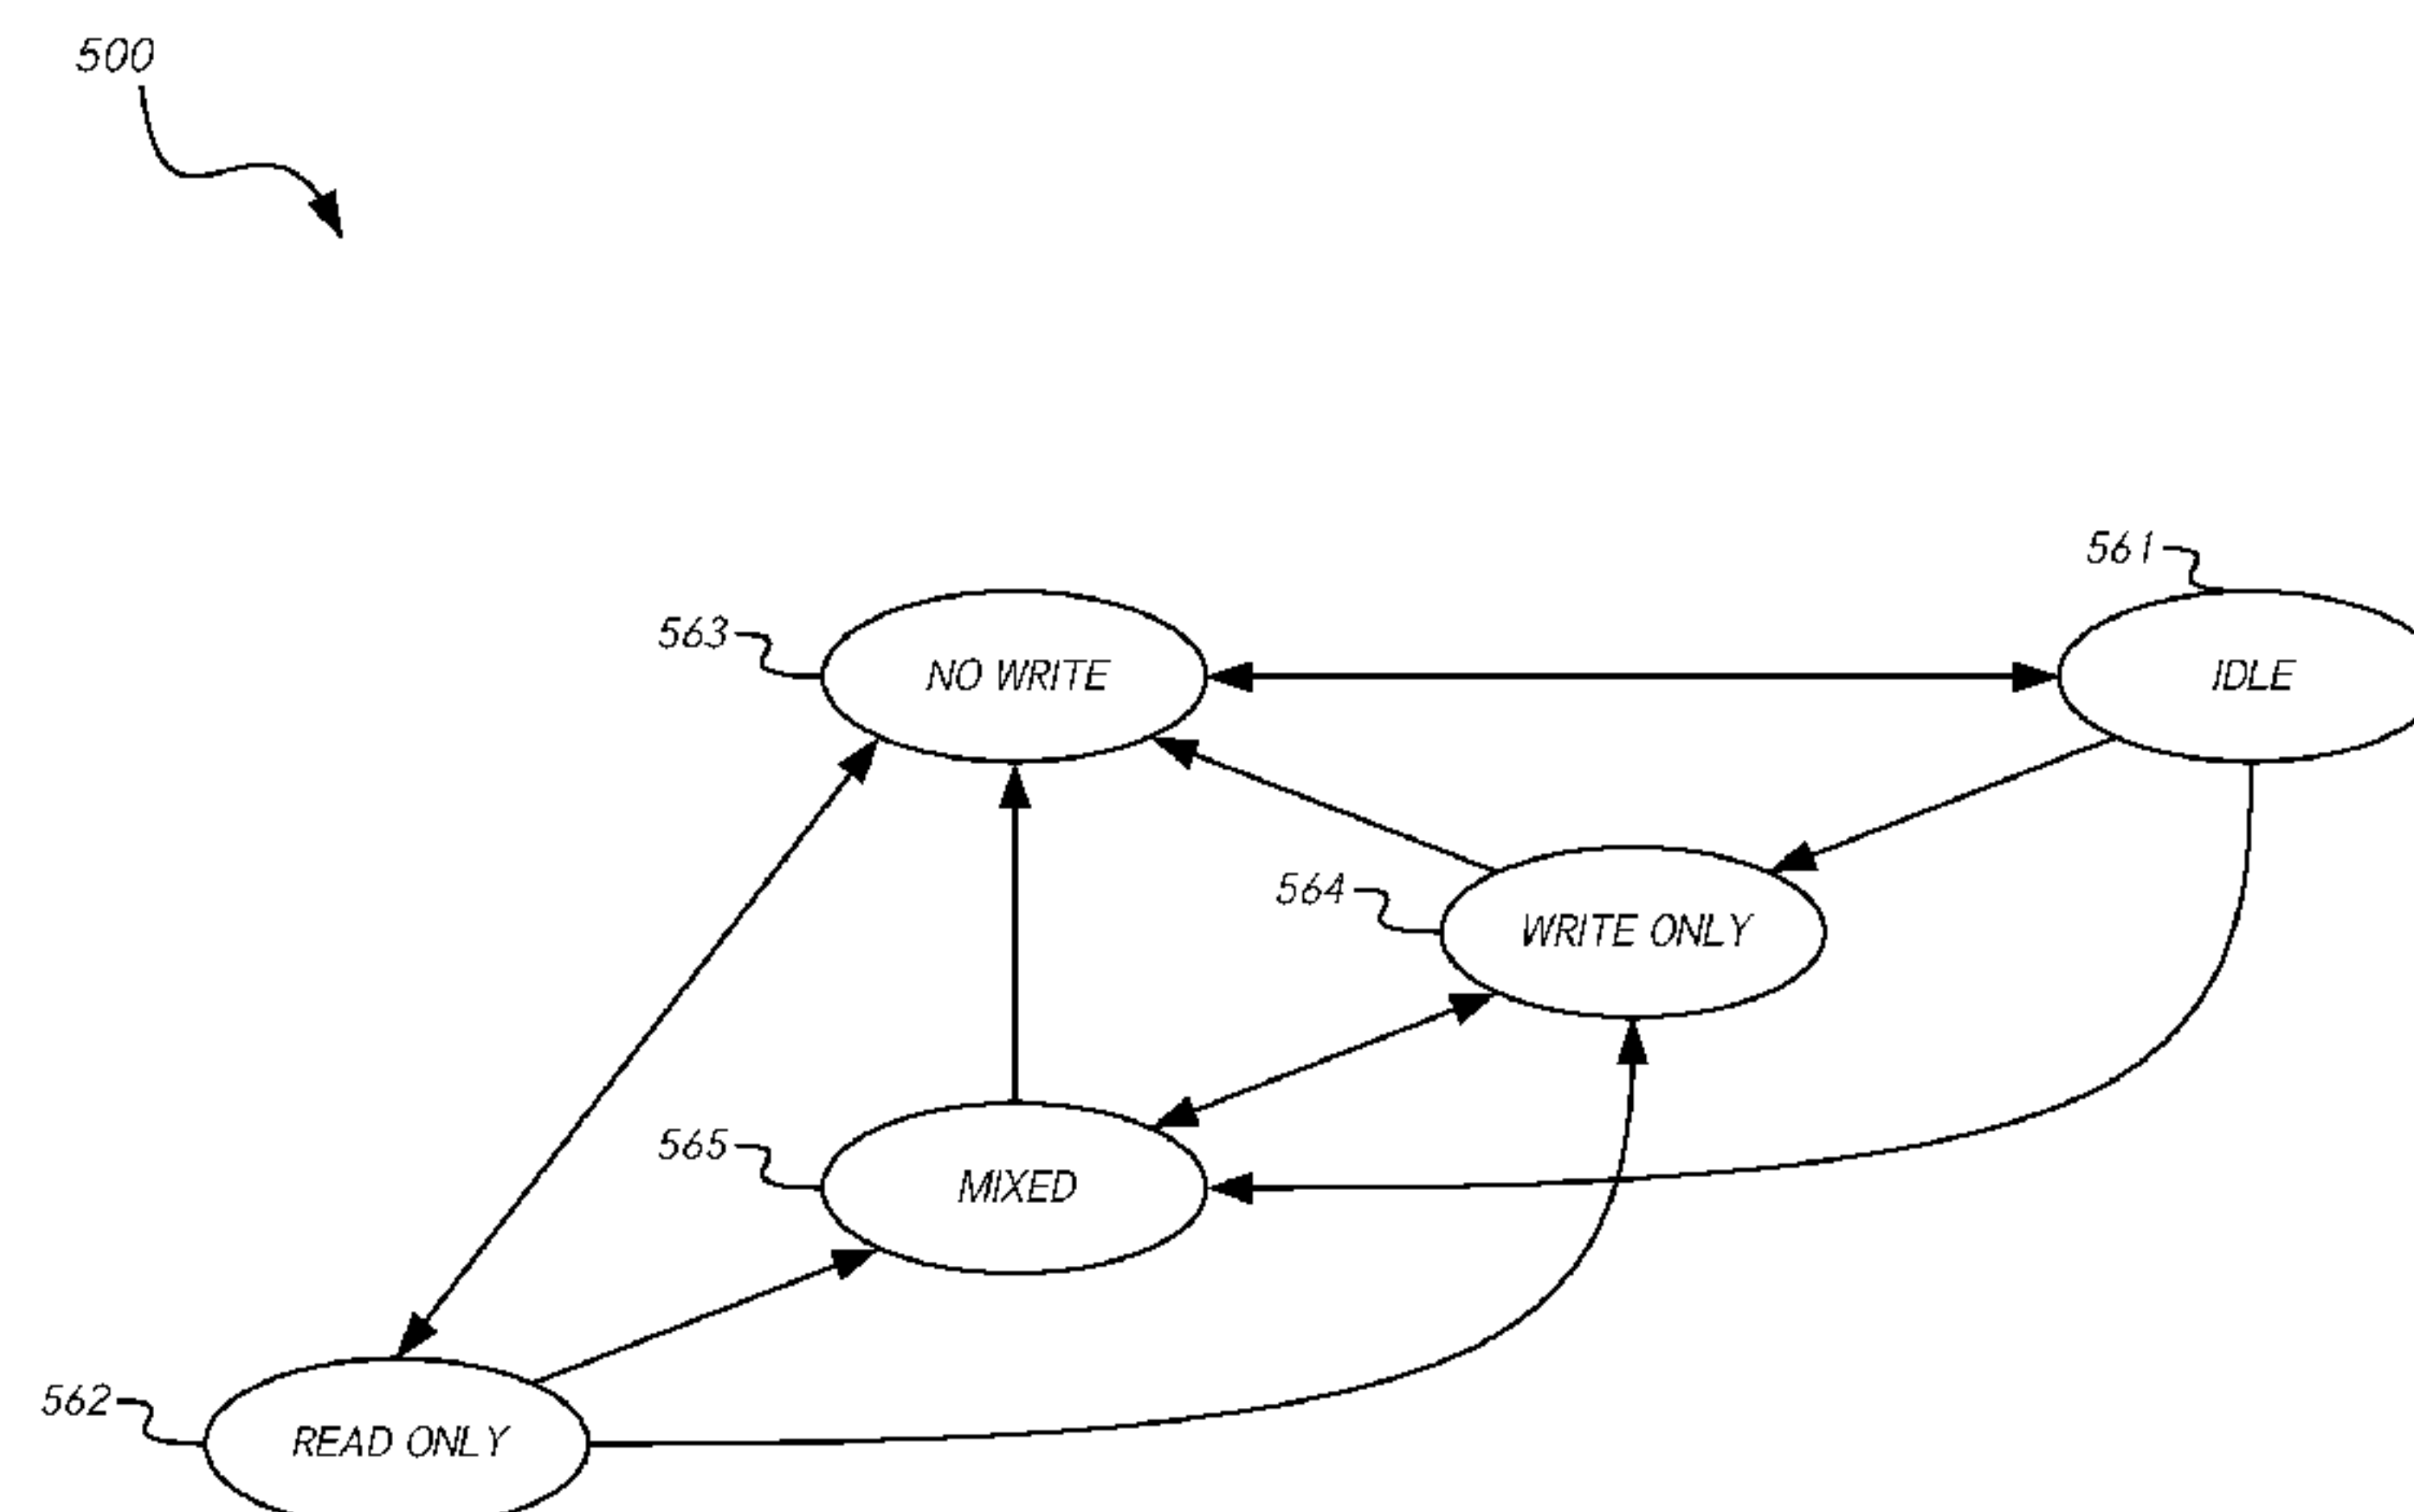 500
561
563
NO WRITE
IDLE
564
WRITE ONLY
565
MIXED
562
READ ONLY